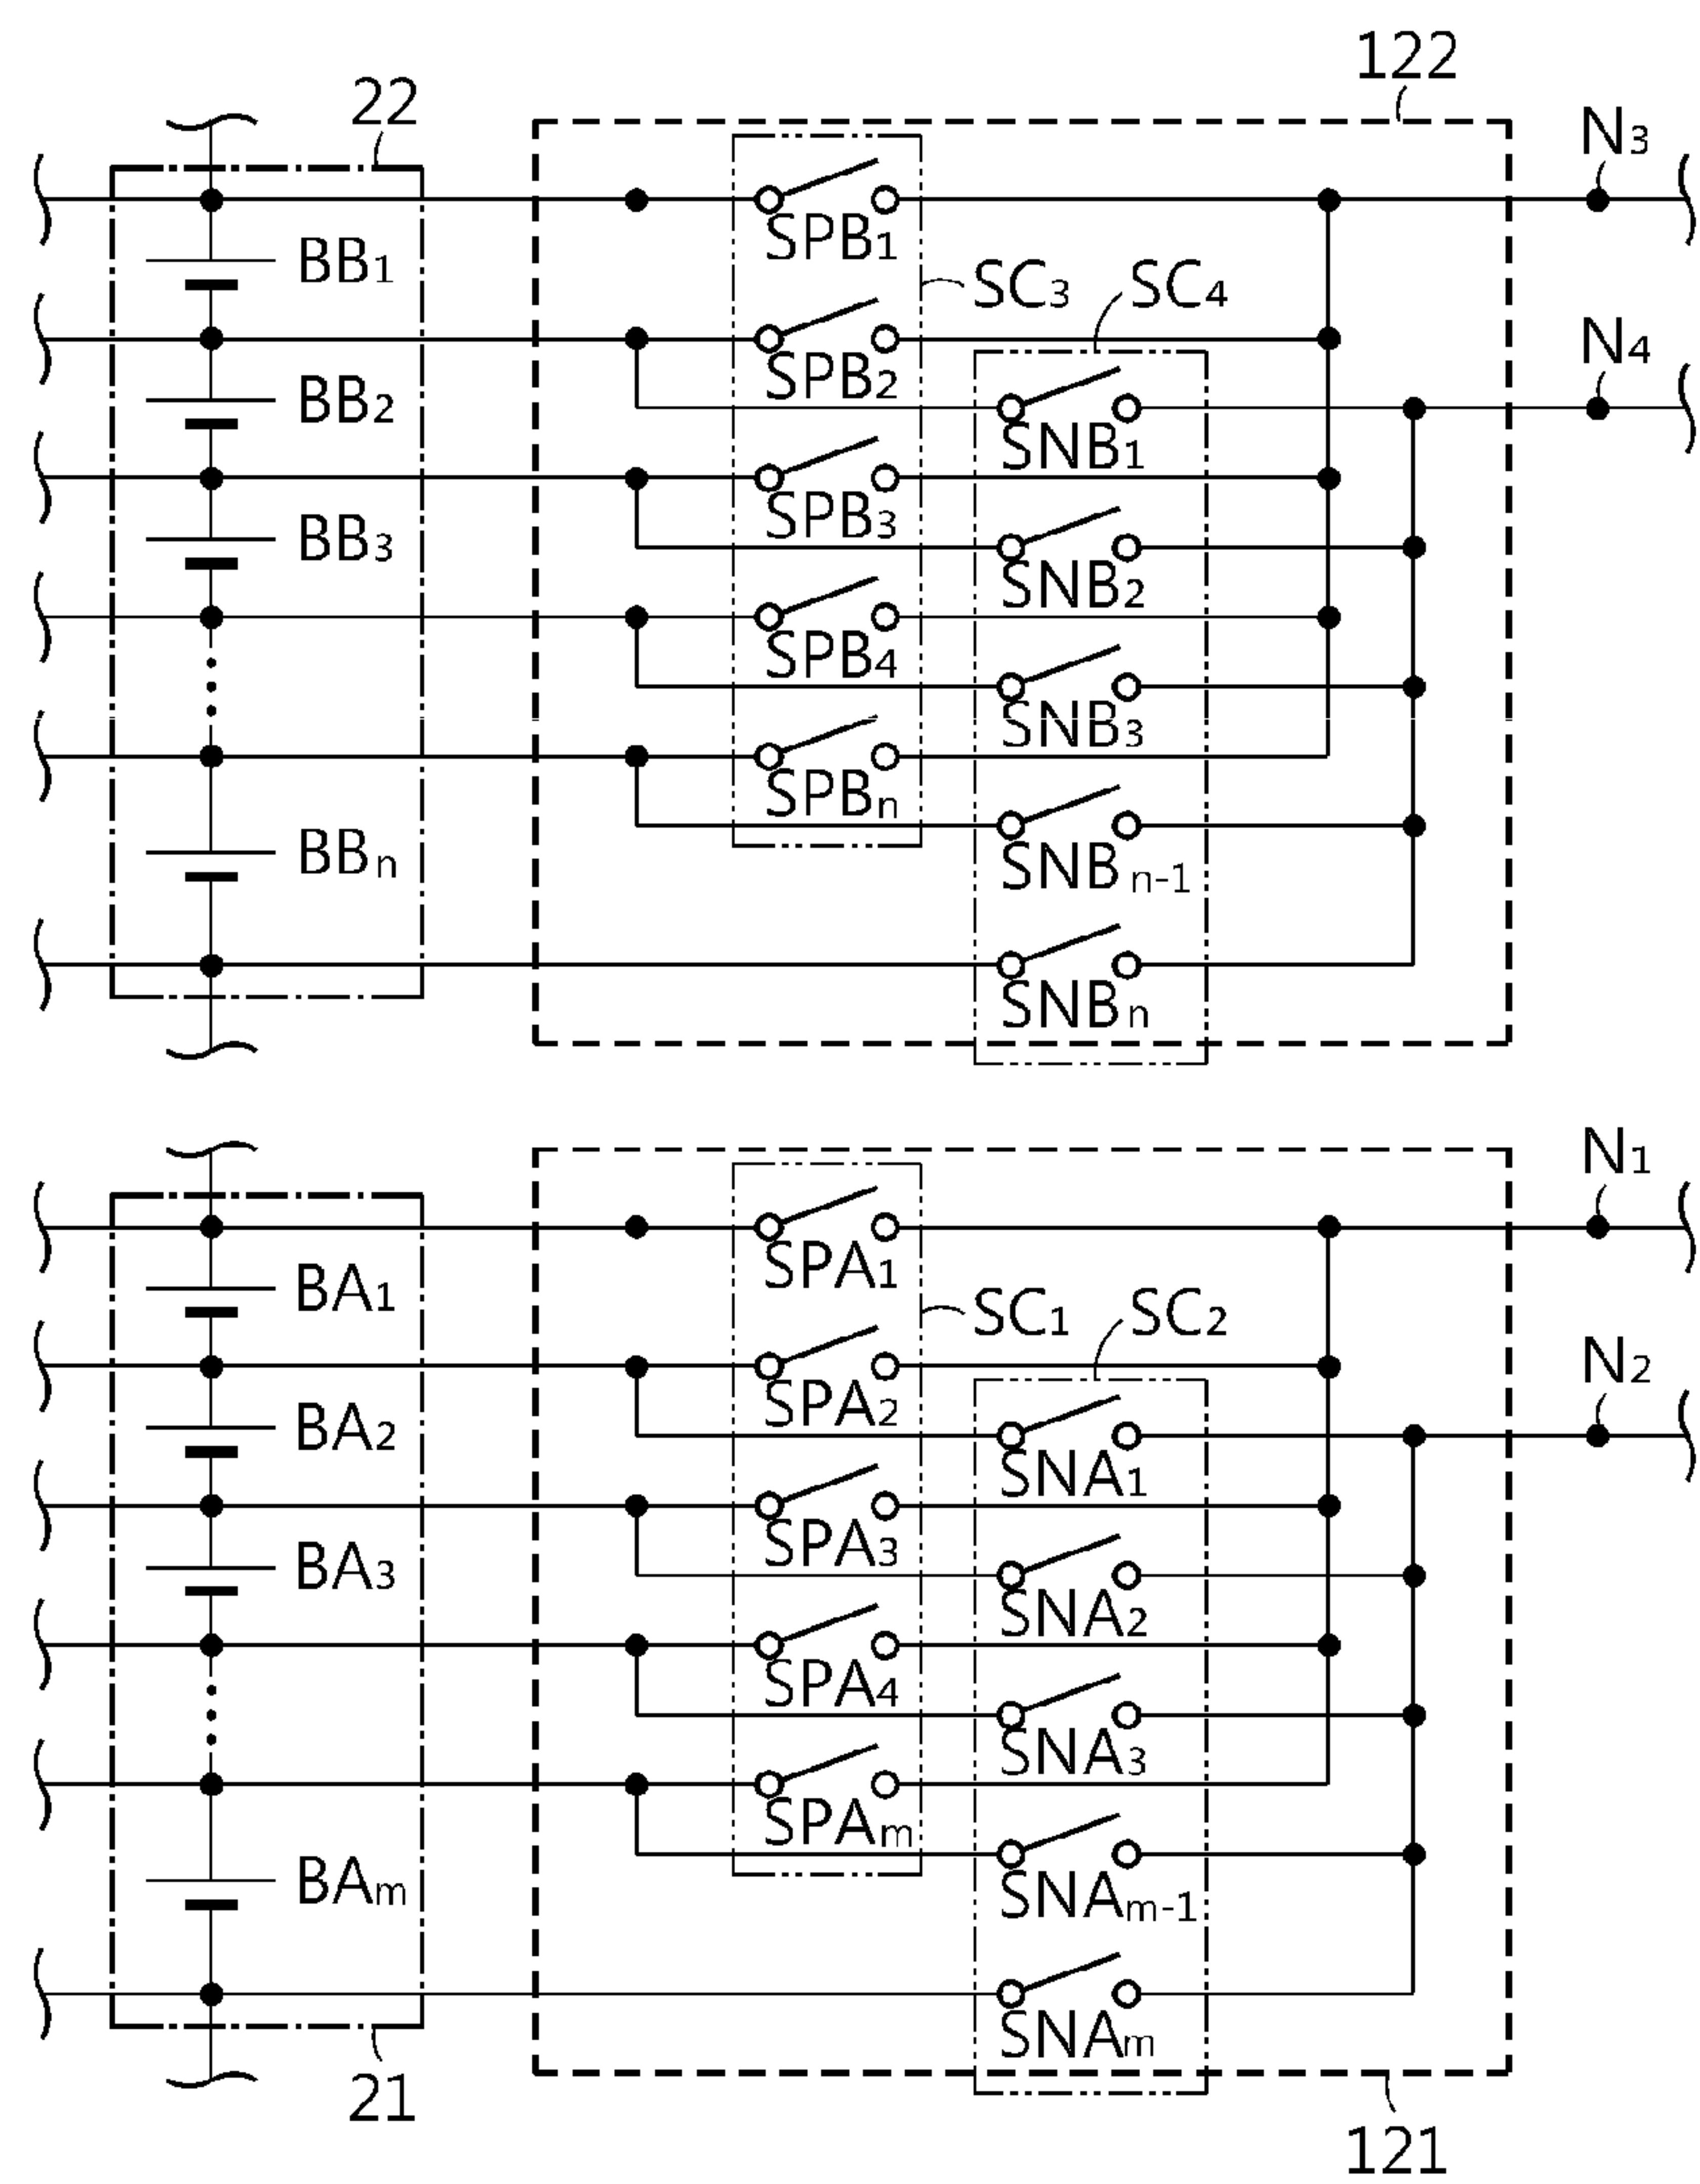 122
22
N3
SPB1
BB1
SC3
SC4
N4
SPB2
BB2
SNB1
SPB3
BB3
SNB2
SPB4
SNB3
SPBn
BBn
SNBn-1
SNBn
N1
SPA1
BA1
SC1
SC2
N2
SPA2
BA2
SNA1
SPA3
BA3
SNA2
SPA4
SNA3
SPAm
BAm
SNAm-1
SNAm
21
121